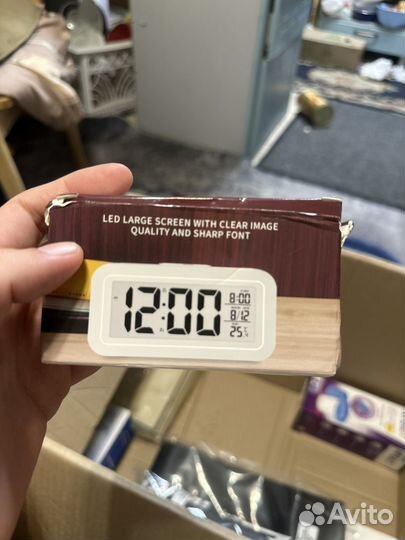 LED LARGE SCREEN WITH CLEAR IMAGE
QUALITY AND SHARP FONT
12:00
8:00
8/12
25
Avito